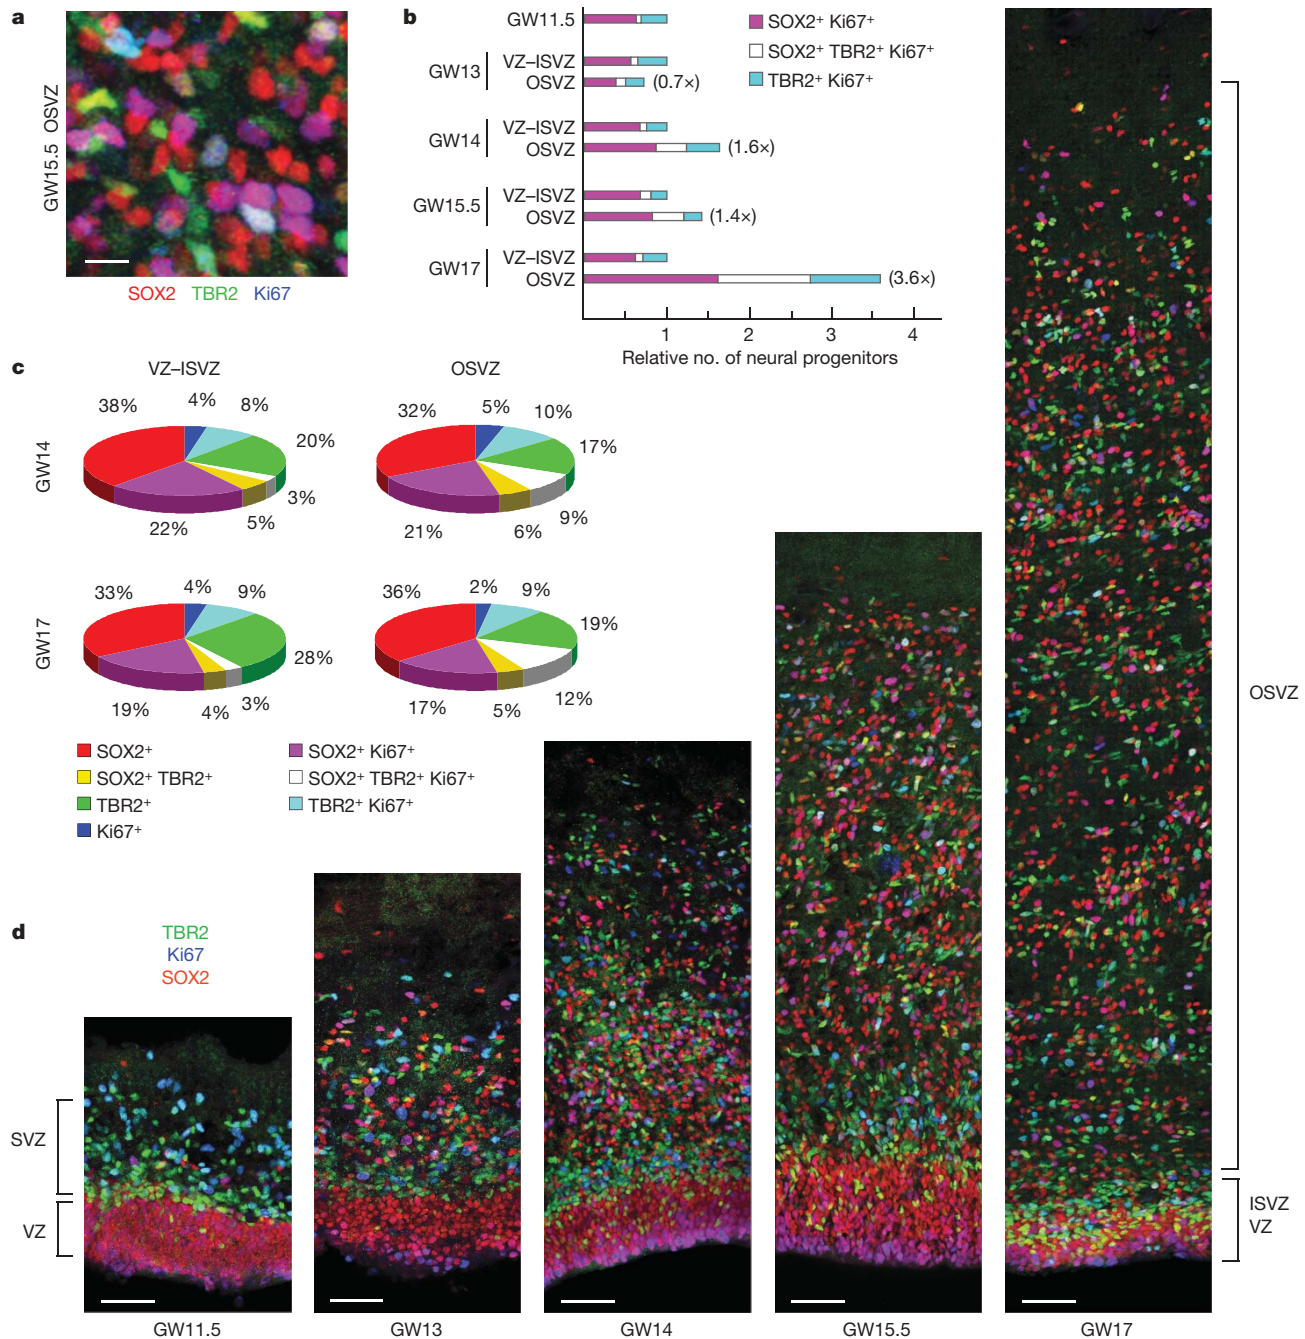 a
GW15.5 OSVZ
SOX2 TBR2 Ki67
b
GW11.5
GW13
VZ–ISVZ
OSVZ
(0.7×)
GW14
VZ–ISVZ
OSVZ
(1.6×)
GW15.5
VZ–ISVZ
OSVZ
(1.4×)
GW17
VZ–ISVZ
OSVZ
(3.6×)
SOX2⁺ Ki67⁺
SOX2⁺ TBR2⁺ Ki67⁺
TBR2⁺ Ki67⁺
1 2 3 4
Relative no. of neural progenitors
c
VZ–ISVZ OSVZ
GW14
38% 4% 8% 20% 3% 5% 22%
32% 5% 10% 17% 9% 6% 21%
GW17
33% 4% 9% 28% 3% 4% 19%
36% 2% 9% 19% 12% 5% 17%
SOX2⁺
SOX2⁺ TBR2⁺
TBR2⁺
Ki67⁺
SOX2⁺ Ki67⁺
SOX2⁺ TBR2⁺ Ki67⁺
TBR2⁺ Ki67⁺
d
TBR2
Ki67
SOX2
SVZ
VZ
OSVZ
ISVZ
VZ
GW11.5 GW13 GW14 GW15.5 GW17